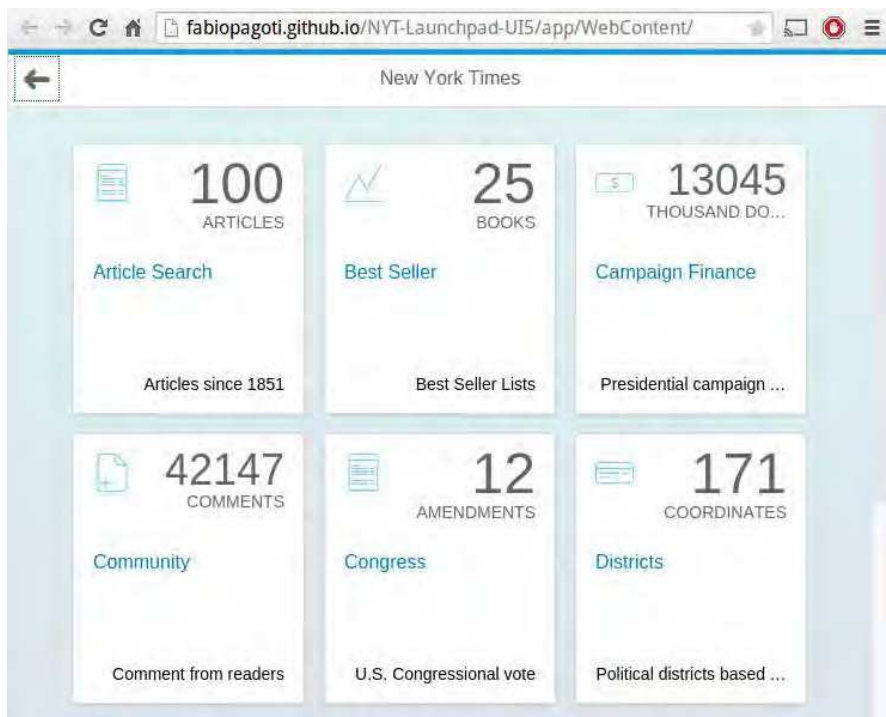 fabiopagoti.github.io/NYT-Launchpad-UI5/app/WebContent/
New York Times
100
ARTICLES
Article Search
Articles since 1851
25
BOOKS
Best Seller
Best Seller Lists
$
13045
THOUSAND DO...
Campaign Finance
Presidential campaign ...
42147
COMMENTS
Community
Comment from readers
12
AMENDMENTS
Congress
U.S. Congressional vote
171
COORDINATES
Districts
Political districts based ...